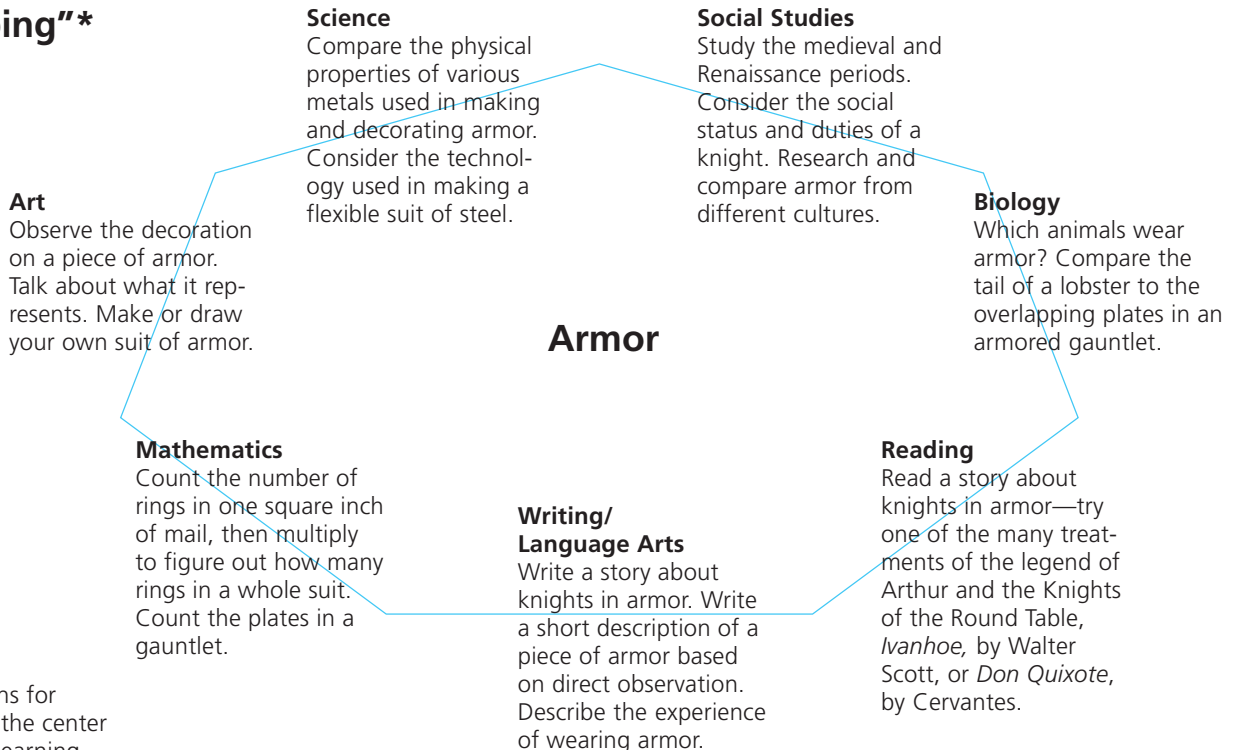 ing"*
Science
Compare the physical
properties of various
metals used in making
and decorating armor.
Consider the technol-
ogy used in making a
flexible suit of steel.
Social Studies
Study the medieval and
Renaissance periods.
Consider the social
status and duties of a
knight. Research and
compare armor from
different cultures.
Art
Observe the decoration
on a piece of armor.
Talk about what it rep-
resents. Make or draw
your own suit of armor.
Armor
Biology
Which animals wear
armor? Compare the
tail of a lobster to the
overlapping plates in an
armored gauntlet.
Mathematics
Count the number of
rings in one square inch
of mail, then multiply
to figure out how many
rings in a whole suit.
Count the plates in a
gauntlet.
Writing/
Language Arts
Write a story about
knights in armor. Write
a short description of a
piece of armor based
on direct observation.
Describe the experience
of wearing armor.
Reading
Read a story about
knights in armor—try
one of the many treat-
ments of the legend of
Arthur and the Knights
of the Round Table,
Ivanhoe, by Walter
Scott, or Don Quixote,
by Cervantes.
ns for
the center
earning